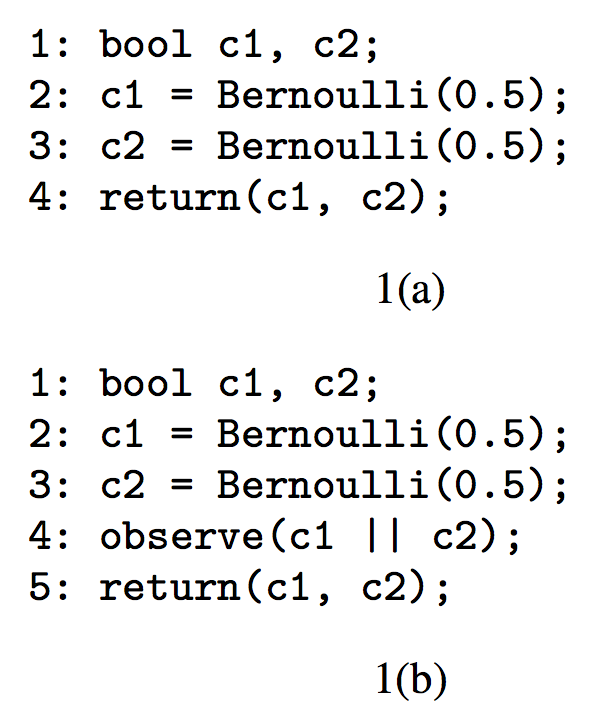 1: bool c1, c2;
2: c1 = Bernoulli(0.5);
3: c2 = Bernoulli(0.5);
4: return(c1, c2);
1(a)
1: bool c1, c2;
2: c1 = Bernoulli(0.5);
3: c2 = Bernoulli(0.5);
4: observe(c1 || c2);
5: return(c1, c2);
1(b)